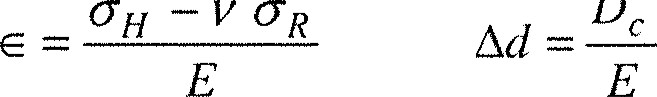 ∈ = (σ_H − ν σ_R) / E    Δd = D_c / E